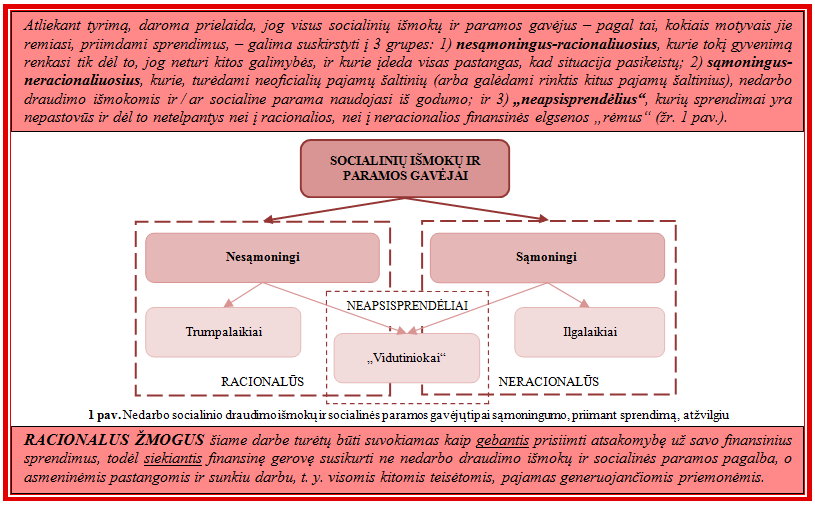 Atliekant tyrimą, daroma prielaida, jog visus socialinių išmokų ir paramos gavėjus – pagal tai, kokiais motyvais jie
remiasi, priimdami sprendimus, – galima suskirstyti į 3 grupes: 1) nesąmoningus-racionaliuosius, kurie tokį gyvenimą
renkasi tik dėl to, jog neturi kitos galimybės, ir kurie įdeda visas pastangas, kad situacija pasikeistų; 2) sąmoningus-
neracionaliuosius, kurie, turėdami neoficialių pajamų šaltinių (arba galėdami rinktis kitus pajamų šaltinius), nedarbo
draudimo išmokomis ir / ar socialine parama naudojasi iš godumo; ir 3) „neapsisprendėlius“, kurių sprendimai yra
nepastovūs ir dėl to netelpantys nei į racionalios, nei į neracionalios finansinės elgsenos „rėmus“ (žr. 1 pav.).
SOCIALINIŲ IŠMOKŲ IR
PARAMOS GAVĖJAI
Nesąmoningi
Sąmoningi
NEAPSISPRENDĖLIAI
Trumpalaikiai
„Vidutiniokai“
Ilgalaikiai
RACIONALŪS
NERACIONALŪS
1 pav. Nedarbo socialinio draudimo išmokų ir socialinės paramos gavėjų tipai sąmoningumo, priimant sprendimą, atžvilgiu
RACIONALUS ŽMOGUS šiame darbe turėtų būti suvokiamas kaip gebantis prisiimti atsakomybę už savo finansinius
sprendimus, todėl siekiantis finansinę gerovę susikurti ne nedarbo draudimo išmokų ir socialinės paramos pagalba, o
asmeninėmis pastangomis ir sunkiu darbu, t. y. visomis kitomis teisėtomis, pajamas generuojančiomis priemonėmis.